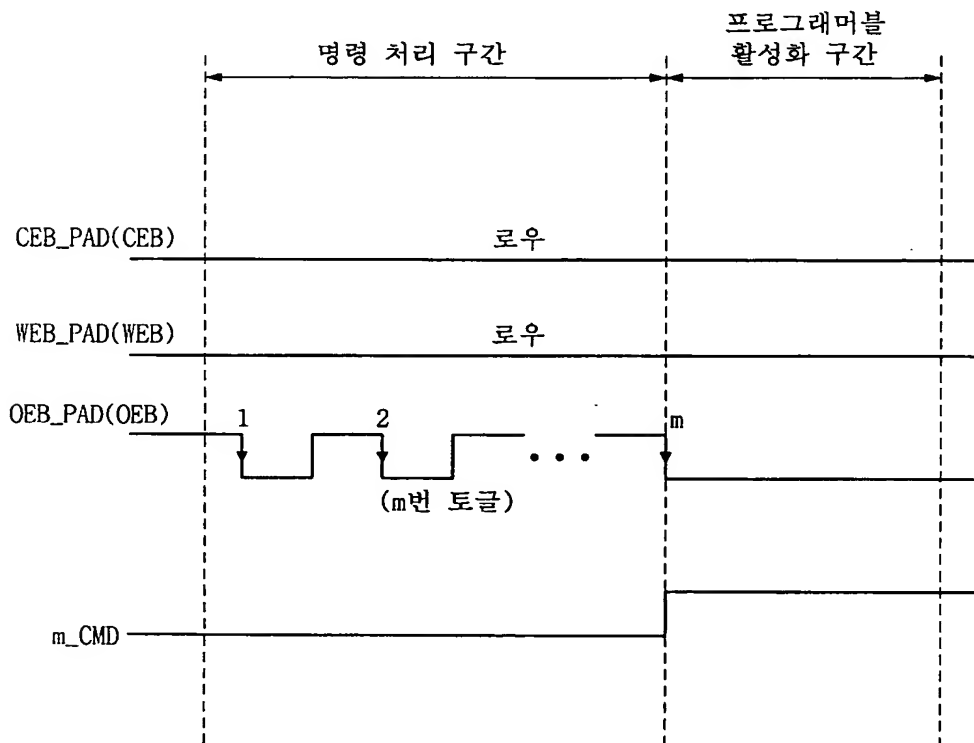 프로그래머블
명령 처리 구간
활성화 구간
CEB_PAD(CEB)
로우
WEB_PAD(WEB)
로우
OEB_PAD(OEB)
1
2
m
(m번 토글)
m_CMD